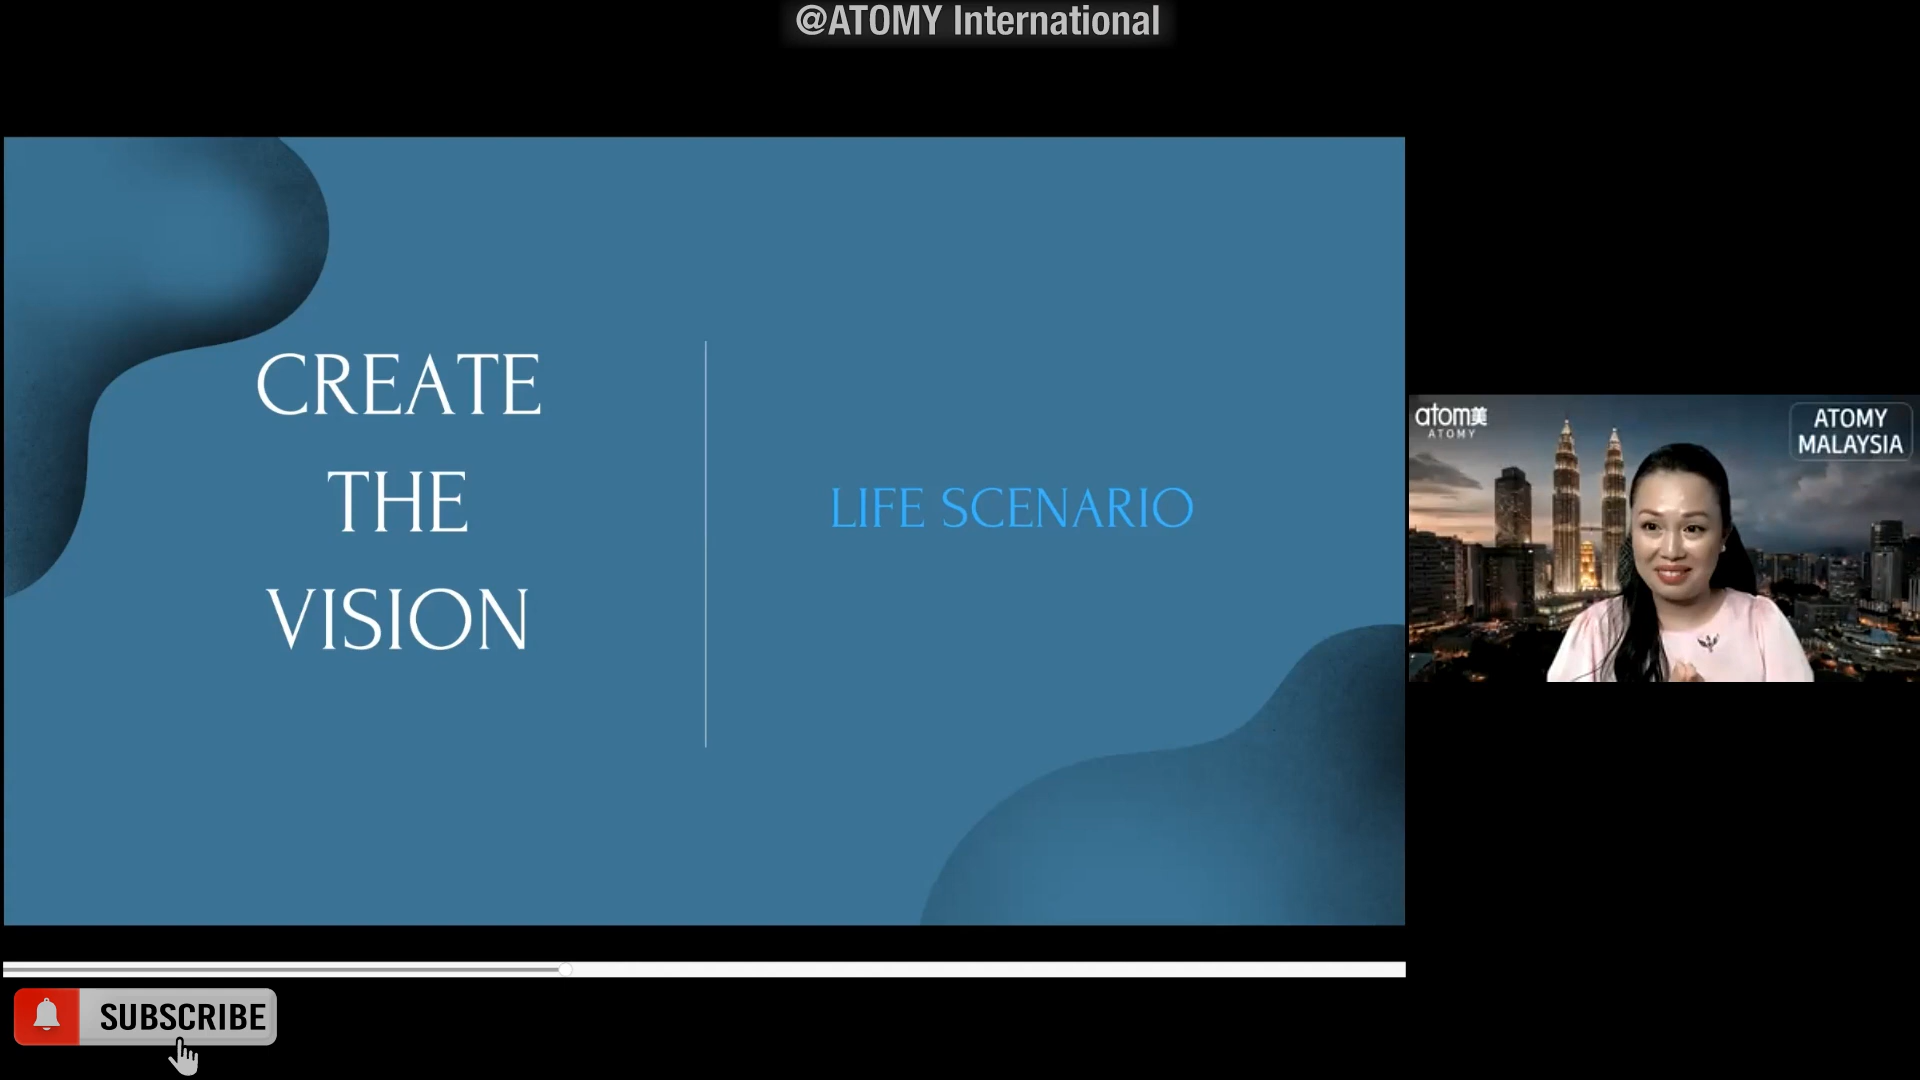 @ATOMY International
CREATE
THE
VISION
LIFE SCENARIO
atom美
ATOMY
ATOMY
MALAYSIA
SUBSCRIBE